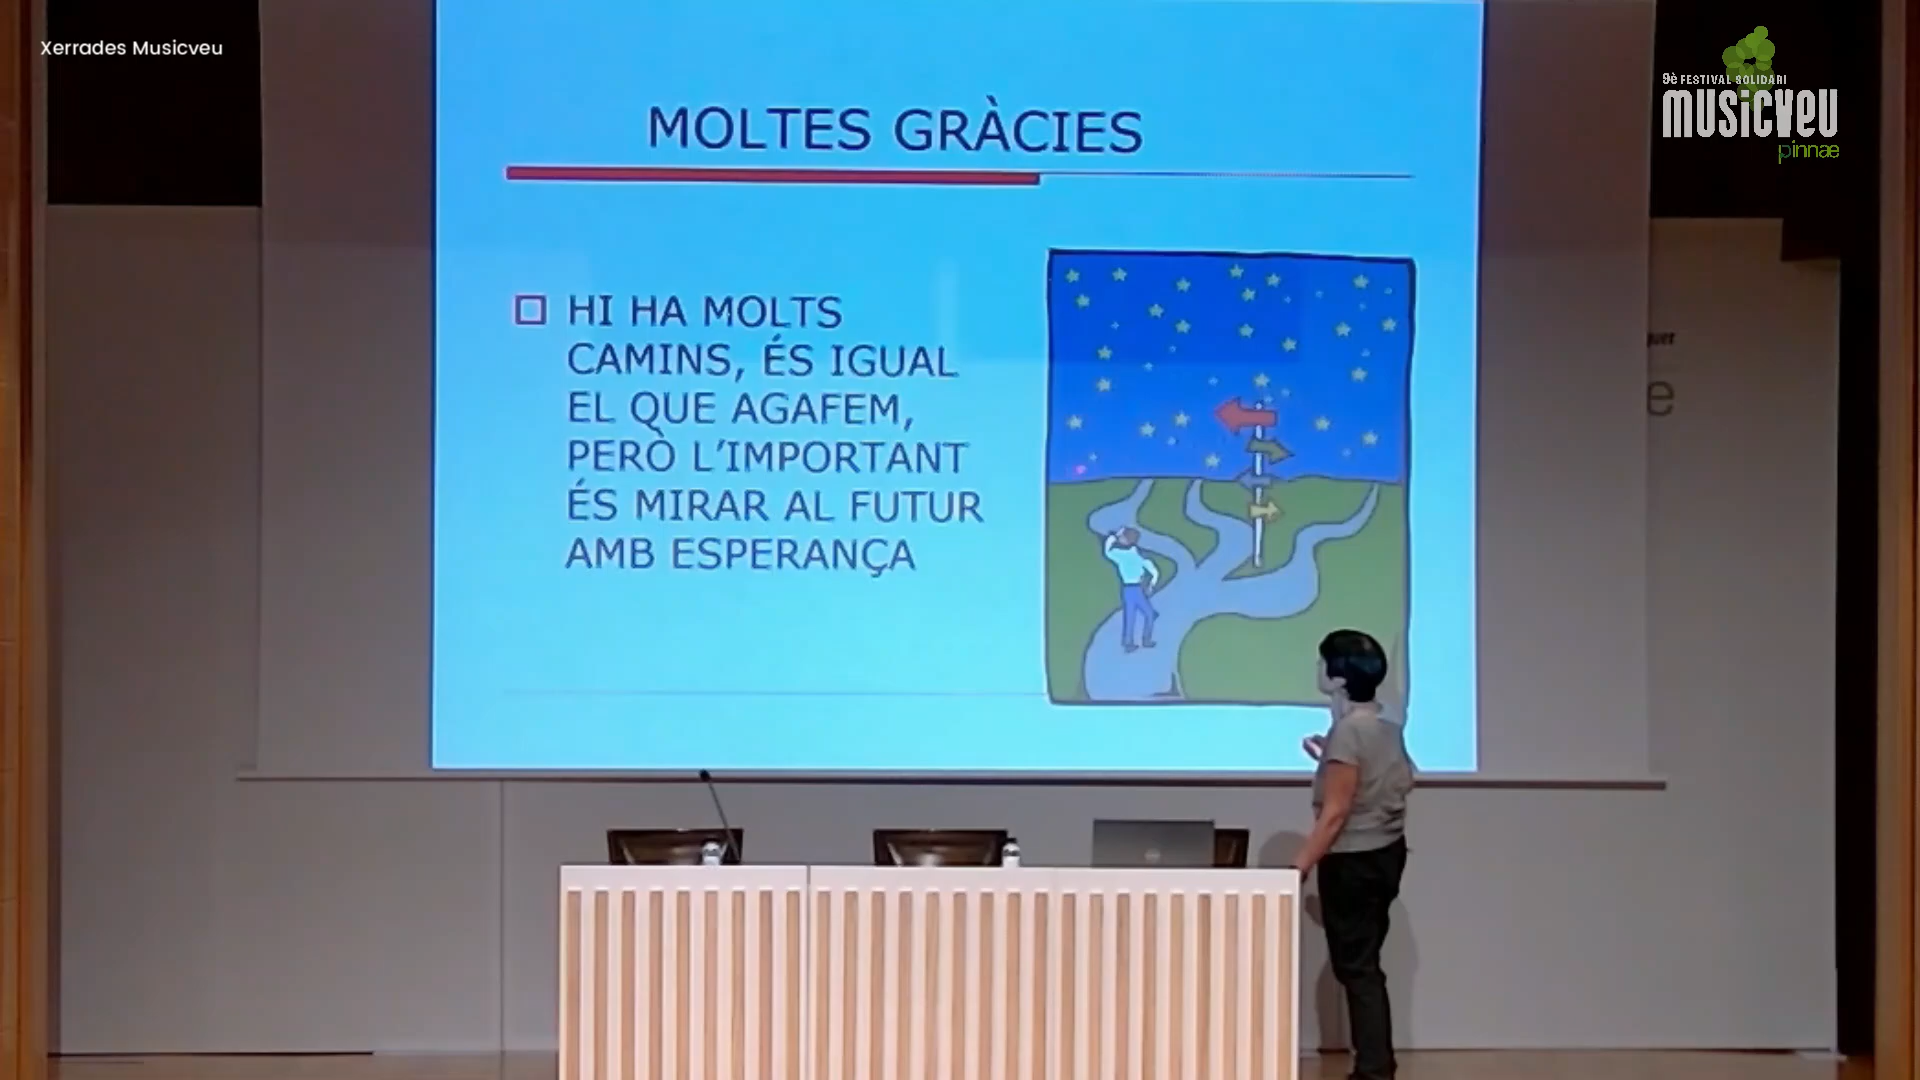 Xerrades Musicveu
9è FESTIVAL SOLIDARI
musicveu
pinnae
MOLTES GRÀCIES
HI HA MOLTS
CAMINS, ÉS IGUAL
EL QUE AGAFEM,
PERÒ L'IMPORTANT
ÉS MIRAR AL FUTUR
AMB ESPERANÇA